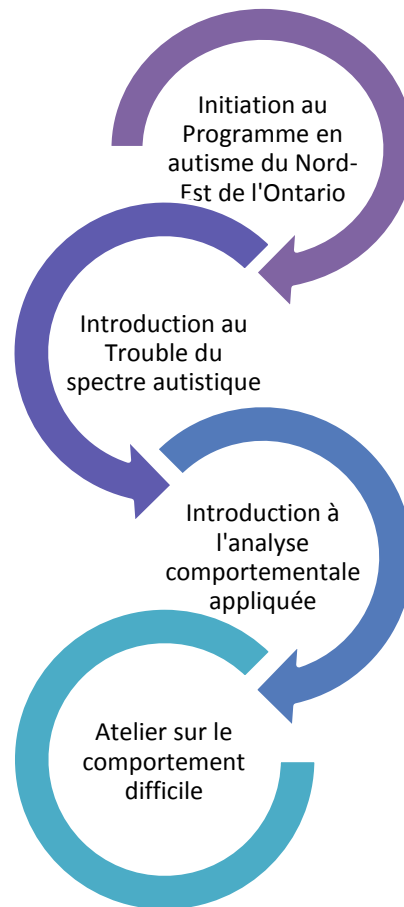 Initiation au
Programme en
autisme du Nord-
Est de l'Ontario
Introduction au
Trouble du
spectre autistique
Introduction à
l'analyse
comportementale
appliquée
Atelier sur le
comportement
difficile